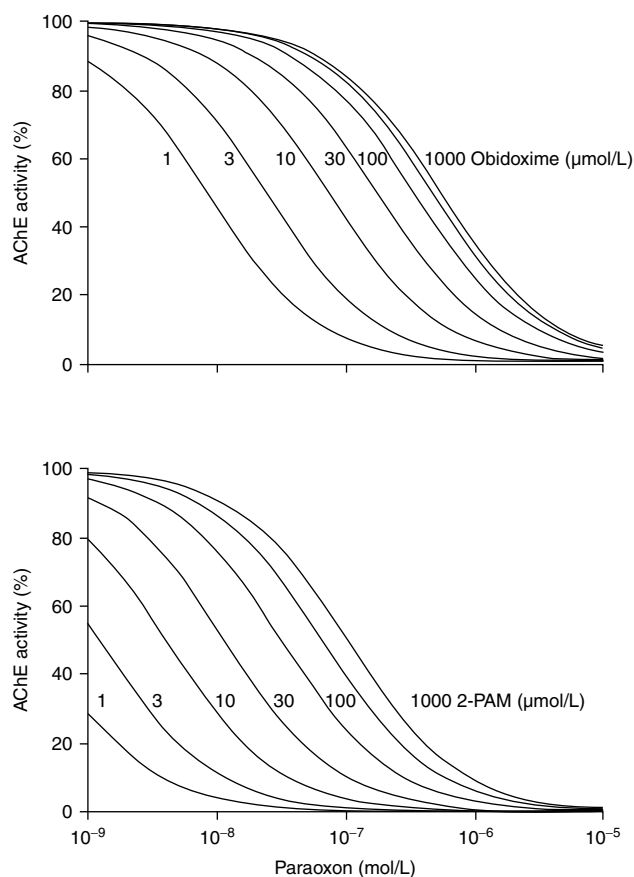 100
80
60
40
20
0
AChE activity (%)
1 3 10 30 100 1000 Obidoxime (µmol/L)
100
80
60
40
20
0
AChE activity (%)
1 3 10 30 100 1000 2-PAM (µmol/L)
10⁻⁹ 10⁻⁸ 10⁻⁷ 10⁻⁶ 10⁻⁵
Paraoxon (mol/L)